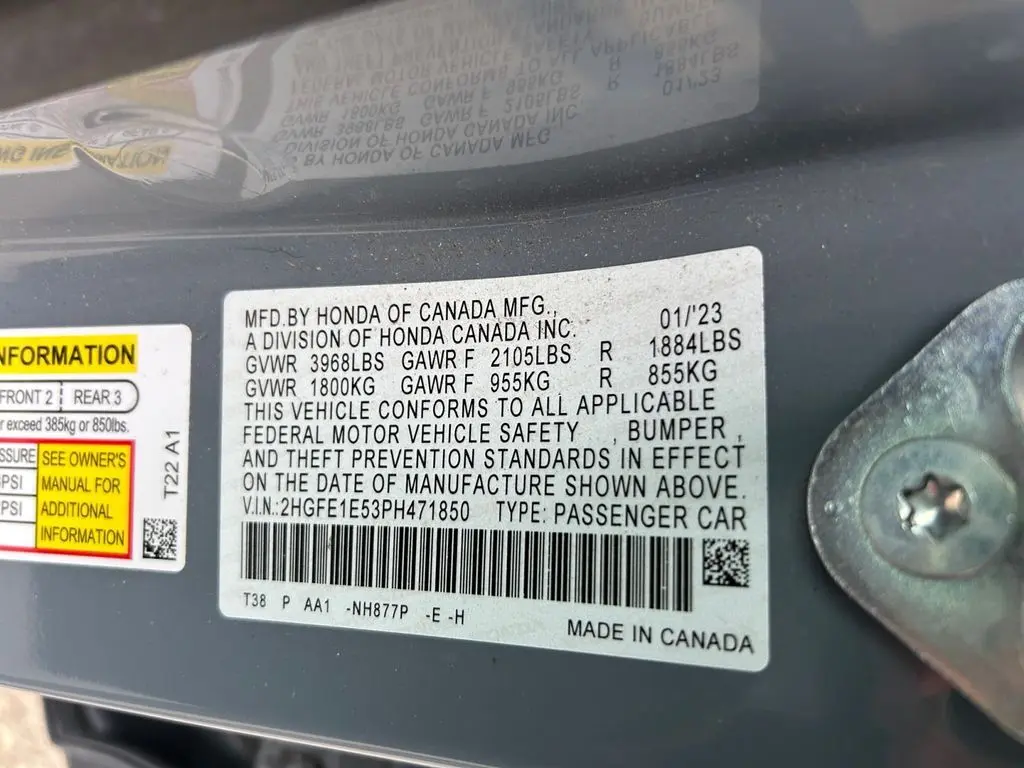 MFD.BY HONDA OF CANADA MFG., 01/'23
A DIVISION OF HONDA CANADA INC.
GVWR 3968LBS GAWR F 2105LBS R 1884LBS
GVWR 1800KG GAWR F 955KG R 855KG
THIS VEHICLE CONFORMS TO ALL APPLICABLE
FEDERAL MOTOR VEHICLE SAFETY , BUMPER ,
AND THEFT PREVENTION STANDARDS IN EFFECT
ON THE DATE OF MANUFACTURE SHOWN ABOVE.
V.I.N.:2HGFE1E53PH471850 TYPE: PASSENGER CAR
T38 P AA1 -NH877P -E -H
MADE IN CANADA
FRONT 2 REAR 3
exceed 385kg or 850lbs.
SEE OWNER'S
MANUAL FOR
PSI ADDITIONAL
INFORMATION
T22 A1